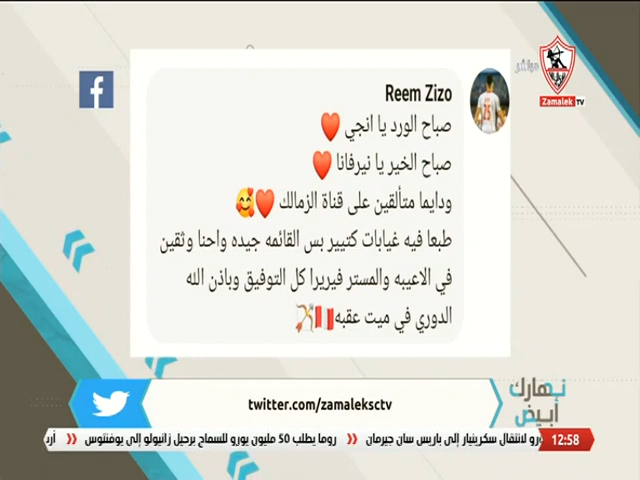 مباشر
Zamalek TV
Reem Zizo
صباح الورد يا انجي ♥️
صباح الخير يا نيرفانا ♥️
ودايما متألقين على قناة الزمالك ♥️🥰
طبعا فيه غيابات كتيير بس القائمه جيده واحنا وثقين
في الاعيبه والمستر فيريرا كل التوفيق وباذن الله
الدوري في ميت عقبه🇵🇪🏹
twitter.com/zamaleksctv
نهارك
أبيض
ورو لانتقال سكرينيار إلى باريس سان جيرمان
روما يطلب 50 مليون يورو للسماح برحيل زانيولو إلى يوفنتوس
12:58